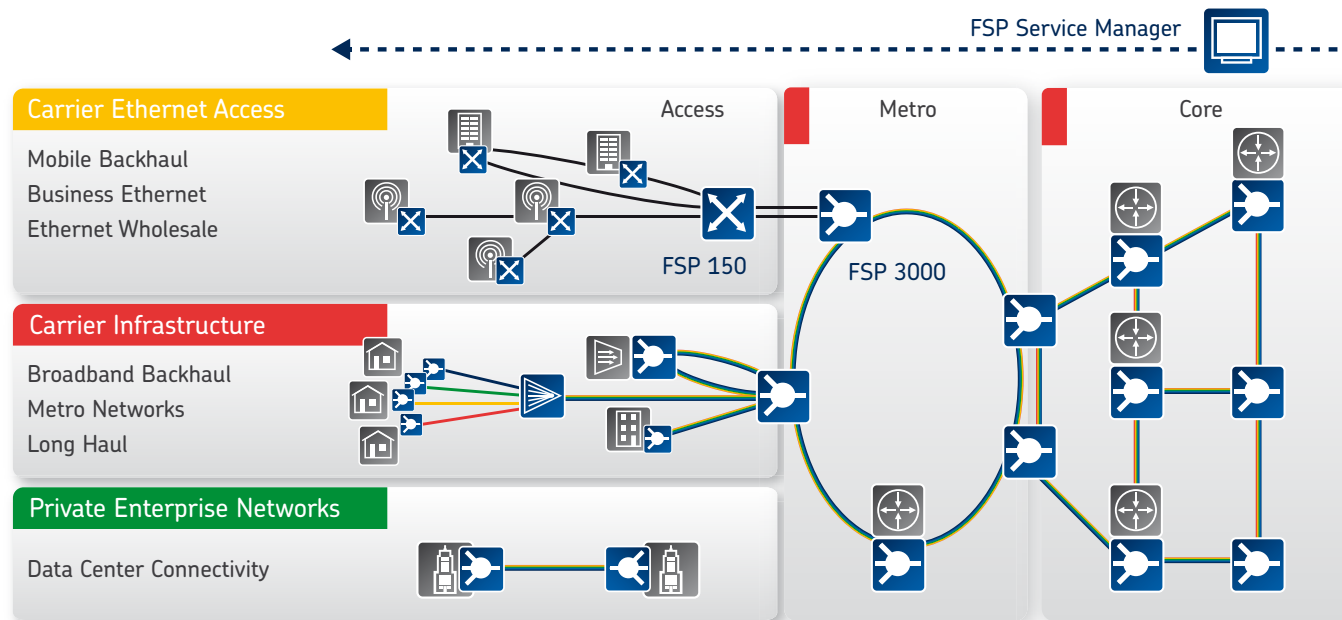 FSP Service Manager
Carrier Ethernet Access
Access
Metro
Core
Mobile Backhaul
Business Ethernet
Ethernet Wholesale
FSP 150
FSP 3000
Carrier Infrastructure
Broadband Backhaul
Metro Networks
Long Haul
Private Enterprise Networks
Data Center Connectivity